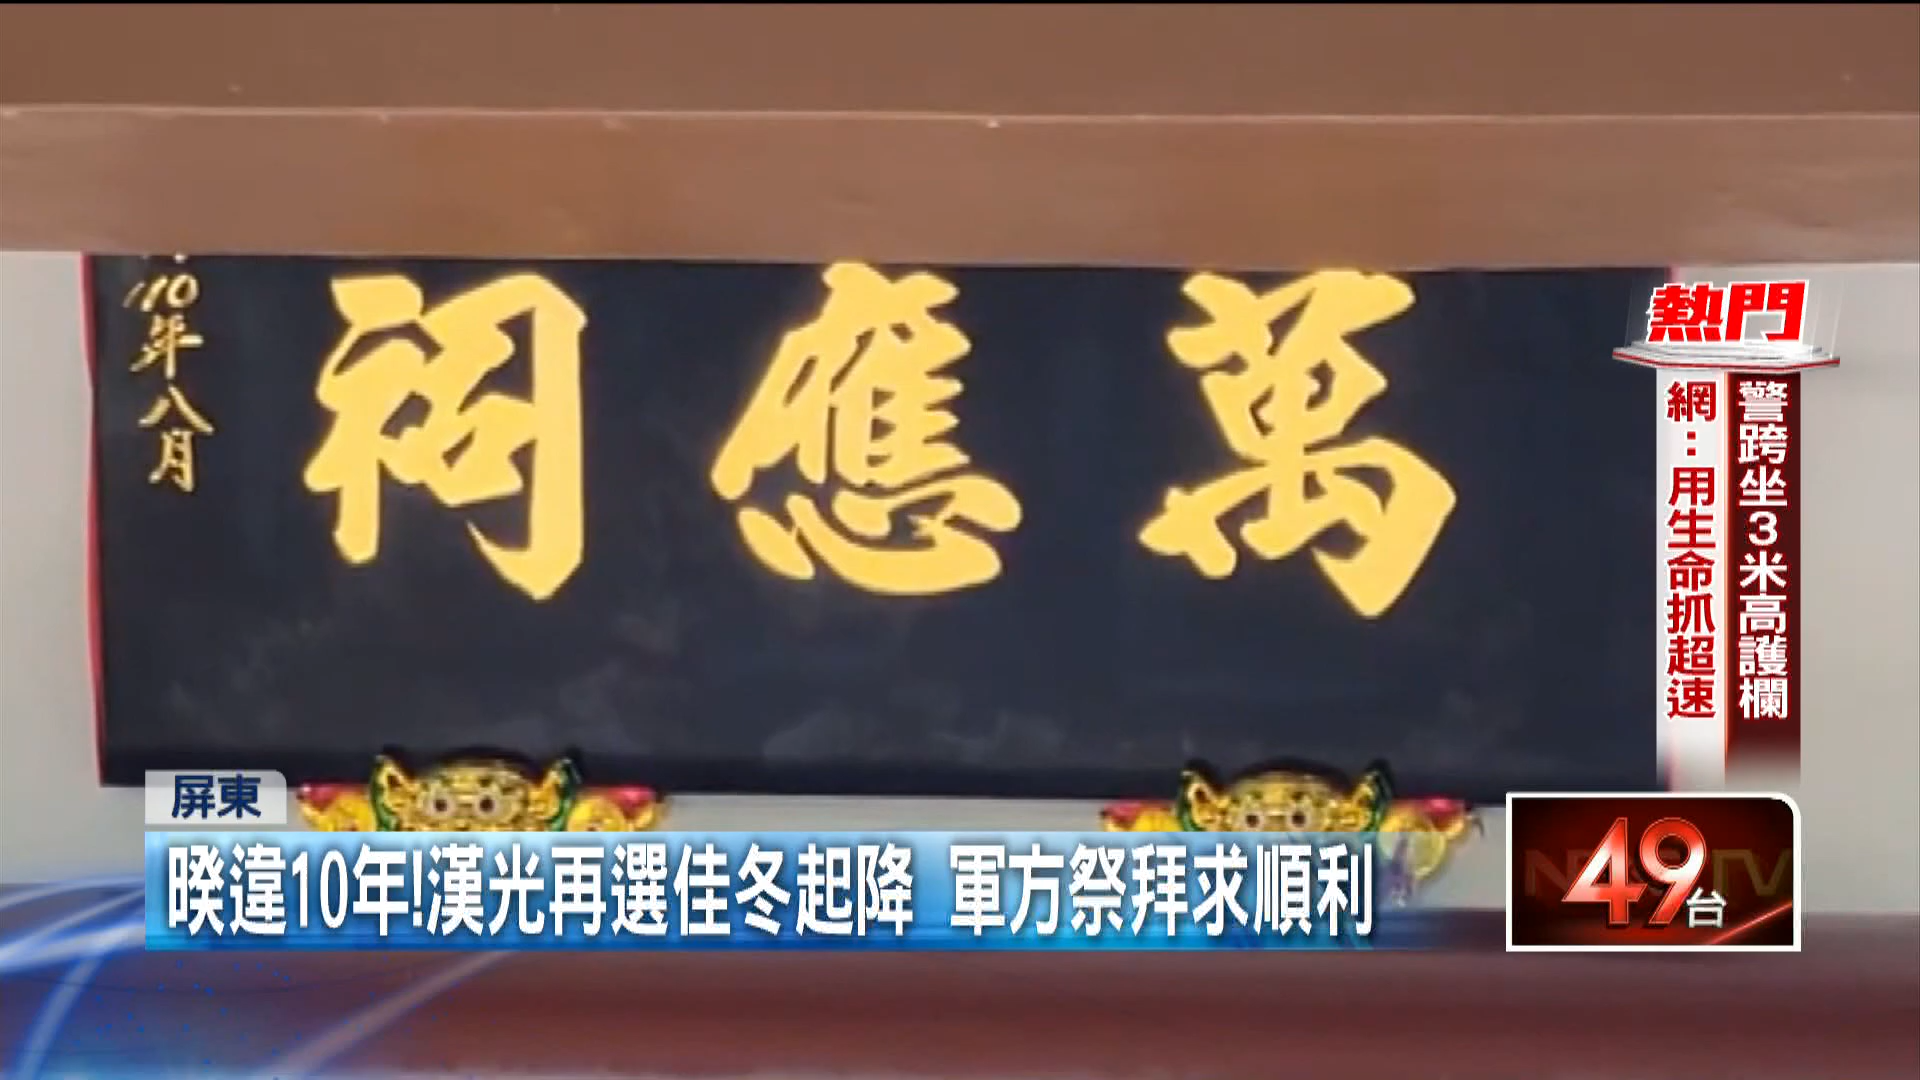 萬應祠
110年八月
熱門
警跨坐3米高護欄
網：用生命抓超速
屏東
暌違10年!漢光再選佳冬起降 軍方祭拜求順利
49台